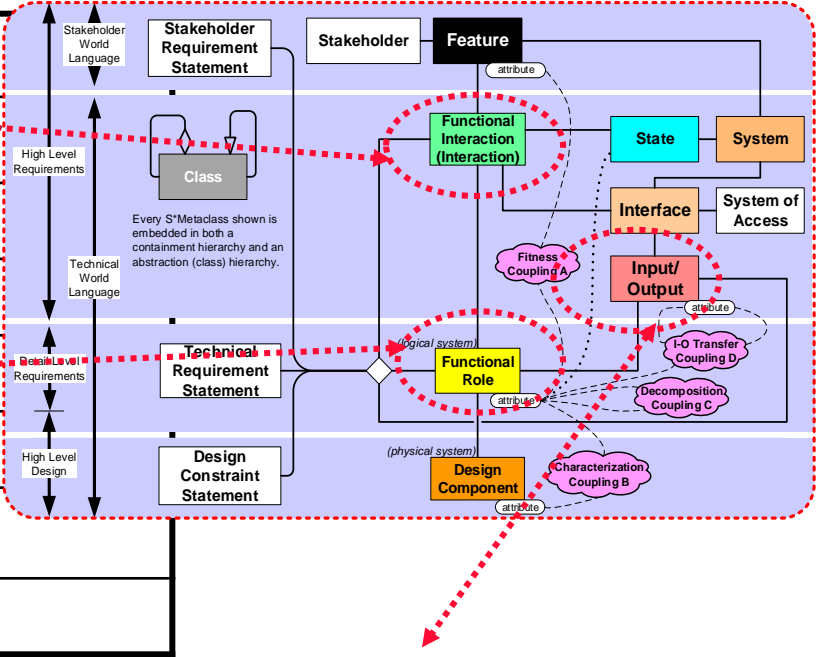 Stakeholder
World
Language
Stakeholder
Requirement
Statement
Stakeholder
Feature
attribute
High Level
Requirements
Class
Every S*Metaclass shown is
embedded in both a
containment hierarchy and an
abstraction (class) hierarchy.
Functional
Interaction
(Interaction)
State
System
Interface
System of
Access
Technical
World
Language
Fitness
Coupling A
Input/
Output
attribute
Detail Level
Requirements
Technical
Requirement
Statement
(logical system)
Functional
Role
attribute
I-O Transfer
Coupling D
Decomposition
Coupling C
High Level
Design
Design
Constraint
Statement
(physical system)
Design
Component
attribute
Characterization
Coupling B